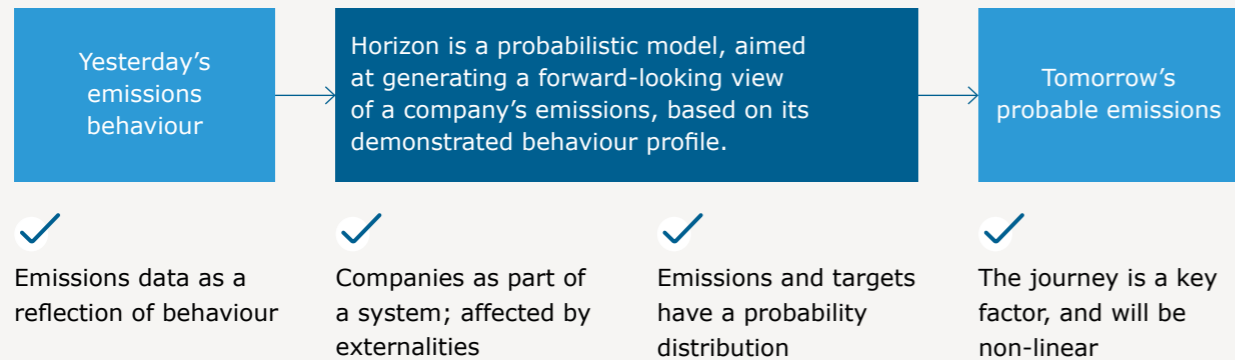 Yesterday’s
emissions
behaviour
Horizon is a probabilistic model, aimed
at generating a forward-looking view
of a company’s emissions, based on its
demonstrated behaviour profile.
Tomorrow’s
probable emissions
Emissions data as a
reflection of behaviour
Companies as part of
a system; affected by
externalities
Emissions and targets
have a probability
distribution
The journey is a key
factor, and will be
non-linear